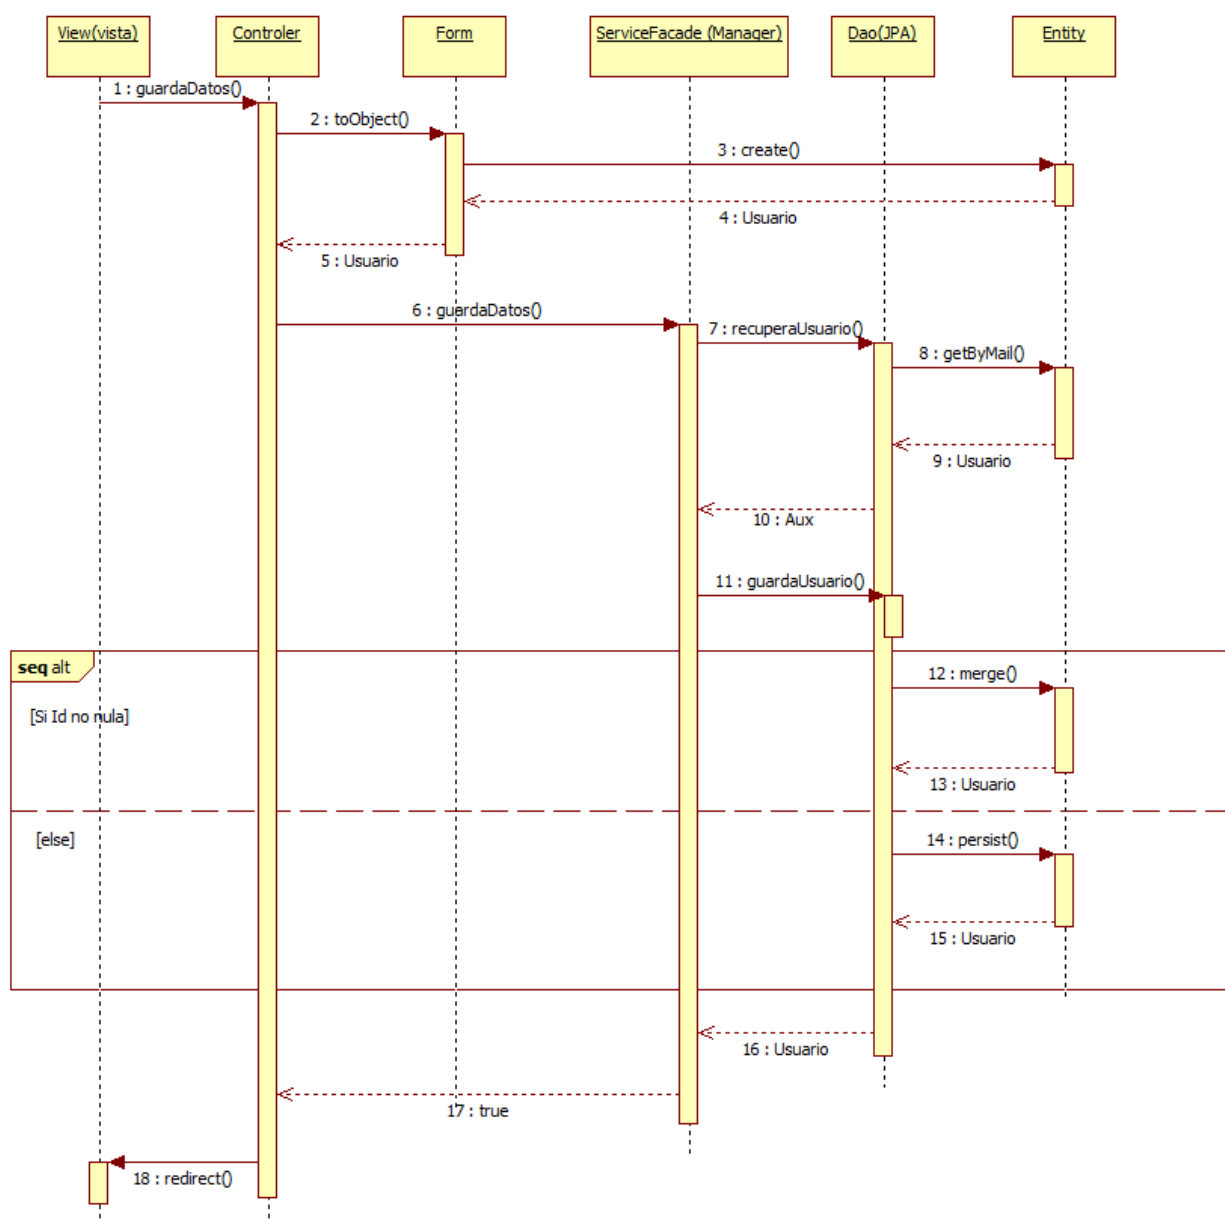 View(vista)
Controler
Form
ServiceFacade (Manager)
Dao(JPA)
Entity
1 : guardaDatos()
2 : toObject()
3 : create()
4 : Usuario
5 : Usuario
6 : guardaDatos()
7 : recuperaUsuario()
8 : getByMail()
9 : Usuario
10 : Aux
11 : guardaUsuario()
seq alt
12 : merge()
[Si Id no nula]
13 : Usuario
[else]
14 : persist()
15 : Usuario
16 : Usuario
17 : true
18 : redirect()